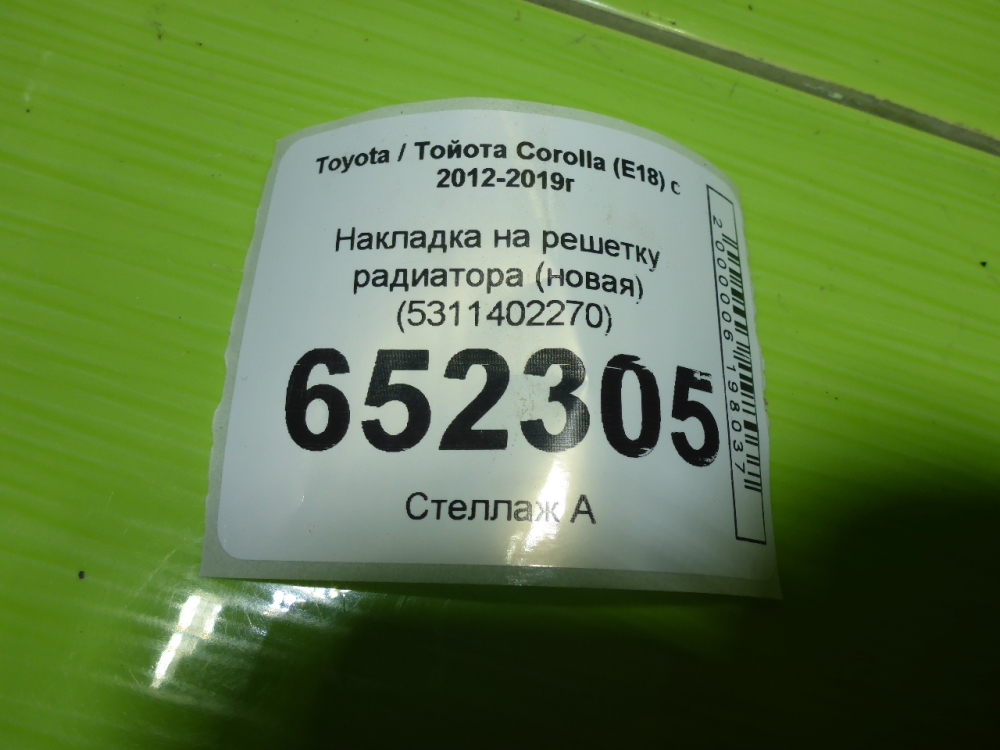 Toyota / Тойота Corolla (E18) с
2012-2019г
Накладка на решетку
радиатора (новая)
(5311402270)
652305
Стеллаж А
2000006198037